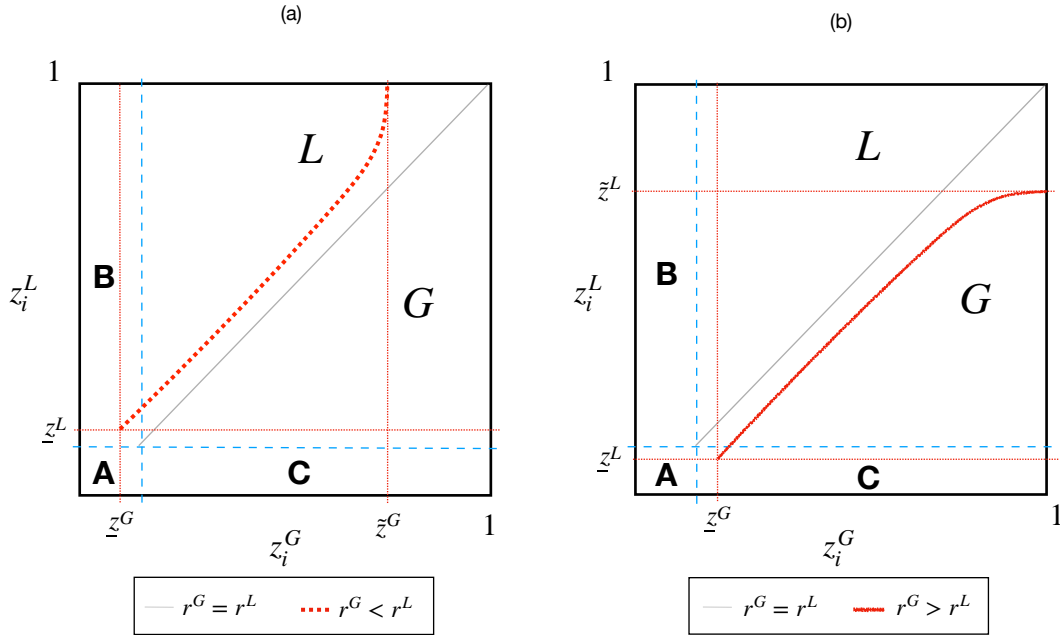 (a)
1
L
B
G
z_i^L
z̲^L
A
C
z̲^G
z̃^G
1
z_i^G
r^G = r^L
r^G < r^L
(b)
1
L
z̃^L
B
G
z_i^L
z̲^L
A
C
z̲^G
1
z_i^G
r^G = r^L
r^G > r^L